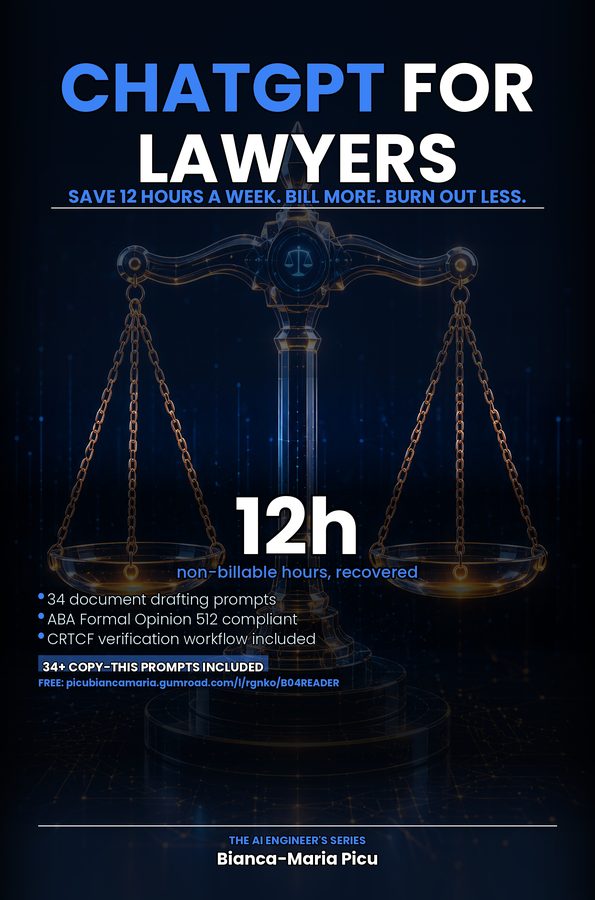 CHATGPT FOR
LAWYERS
SAVE 12 HOURS A WEEK. BILL MORE. BURN OUT LESS.
12h
non-billable hours, recovered
• 34 document drafting prompts
• ABA Formal Opinion 512 compliant
• CRTCF verification workflow included
34+ COPY-THIS PROMPTS INCLUDED
FREE: picubiancamaria.gumroad.com/l/rgnko/B04READER
THE AI ENGINEER'S SERIES
Bianca-Maria Picu